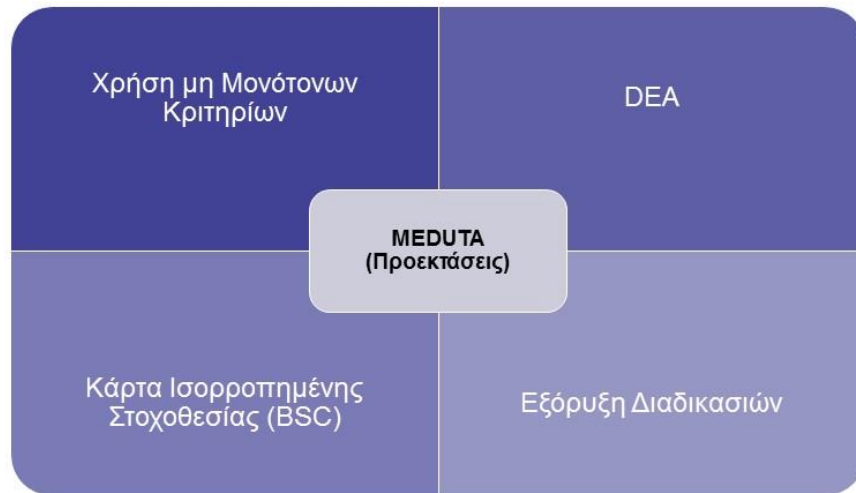 Χρήση μη Μονότονων
Κριτηρίων
DEA
MEDUTA
(Προεκτάσεις)
Κάρτα Ισορροπημένης
Στοχοθεσίας (BSC)
Εξόρυξη Διαδικασιών